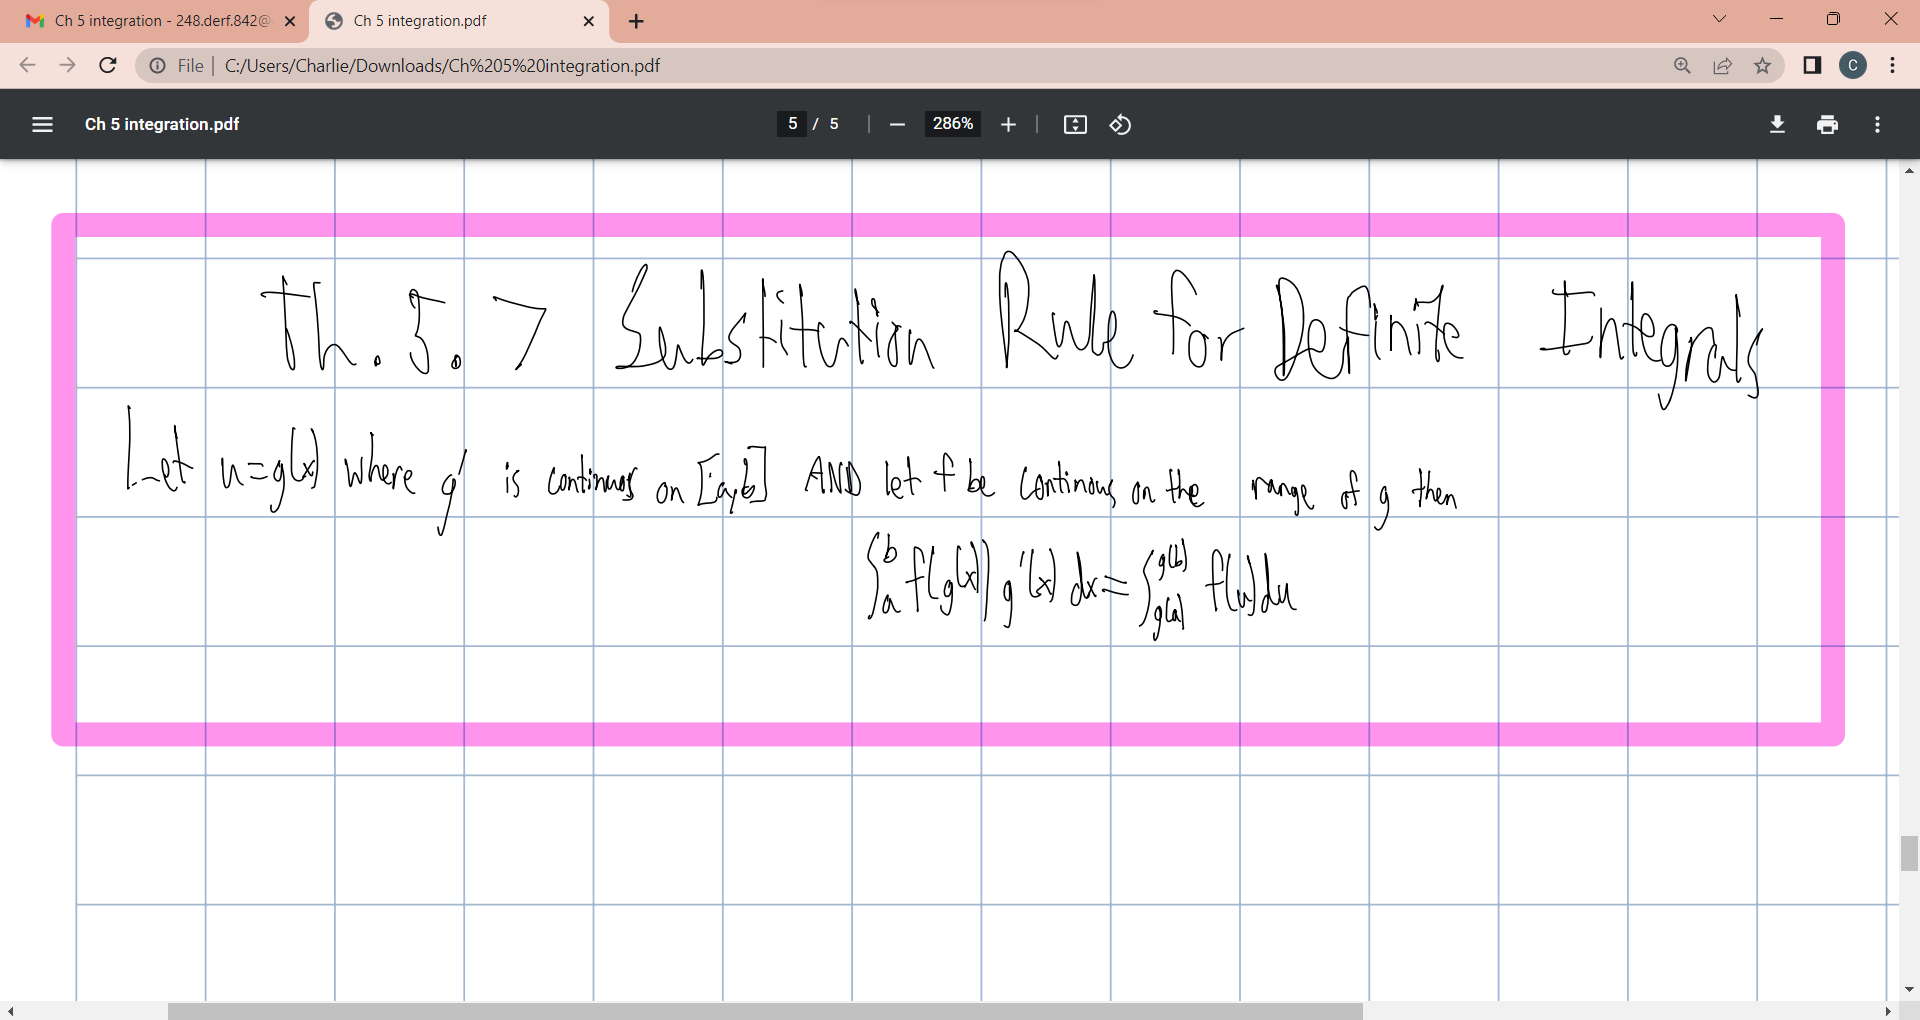 Ch 5 integration - 248.derf.842@
Ch 5 integration.pdf
File | C:/Users/Charlie/Downloads/Ch%205%20integration.pdf
C
Ch 5 integration.pdf
5 / 5
286%
Th. 5.7 Substitution Rule for Definite Integrals
Let u=g(x) where g' is continuos on [a,b] AND let f be continous on the range of g then
∫_a^b f(g(x)) g'(x) dx = ∫_{g(a)}^{g(b)} f(u)du